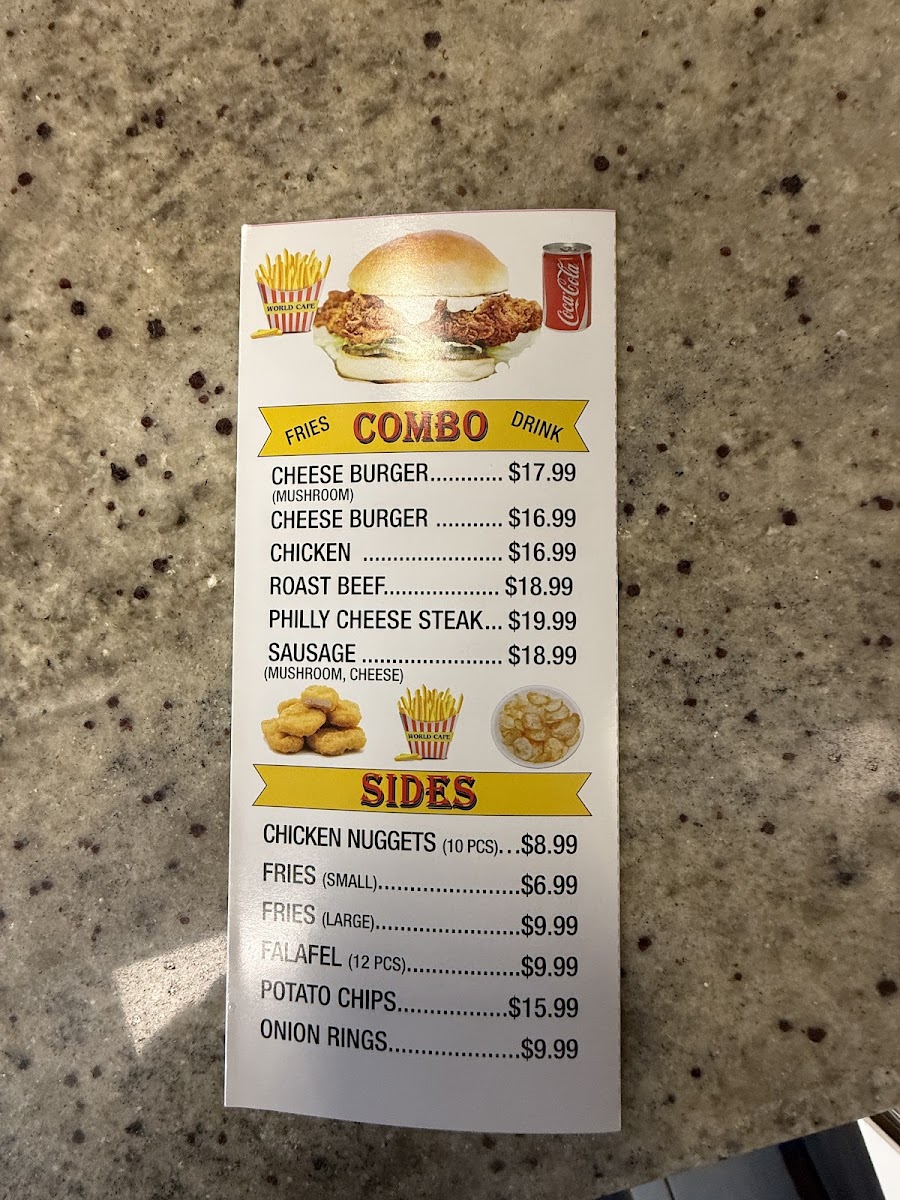 WORLD CAFE
Coca-Cola
FRIES COMBO DRINK
CHEESE BURGER............ $17.99
(MUSHROOM)
CHEESE BURGER ........... $16.99
CHICKEN ....................... $16.99
ROAST BEEF................... $18.99
PHILLY CHEESE STEAK... $19.99
SAUSAGE ....................... $18.99
(MUSHROOM, CHEESE)
WORLD CAFE
SIDES
CHICKEN NUGGETS (10 PCS)...$8.99
FRIES (SMALL).......................$6.99
FRIES (LARGE).......................$9.99
FALAFEL (12 PCS)..................$9.99
POTATO CHIPS..................$15.99
ONION RINGS.....................$9.99